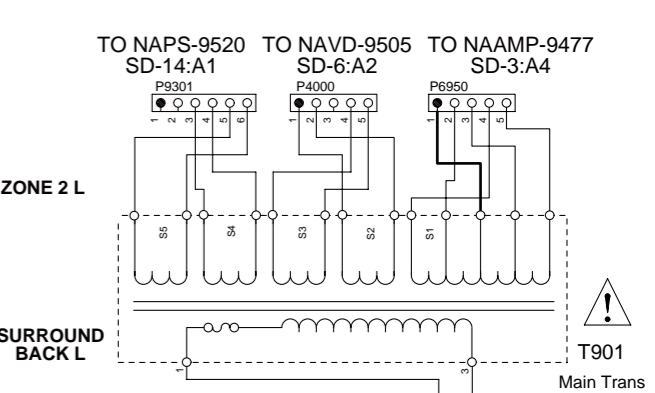 TO NAPS-9520 TO NAVD-9505 TO NAAMP-9477
SD-14:A1 SD-6:A2 SD-3:A4
P9301 P4000 P6950
1 2 3 4 5 6 1 2 3 4 5 1 2 3 4 5
ZONE 2 L
S5 S4 S3 S2 S1
SURROUND
BACK L
!
T901
1 3
Main Trans